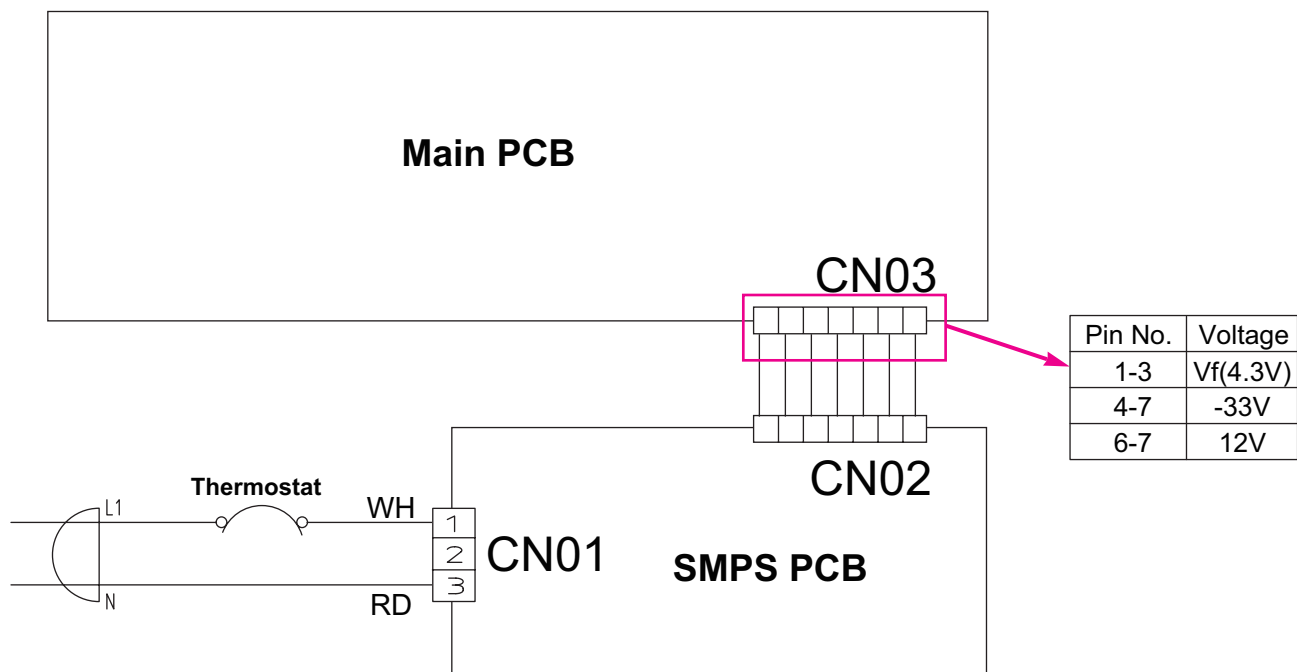 Main PCB
CN03
Pin No. Voltage
1-3 Vf(4.3V)
4-7 -33V
6-7 12V
CN02
Thermostat
L1
WH
1
2
3
CN01
SMPS PCB
N
RD